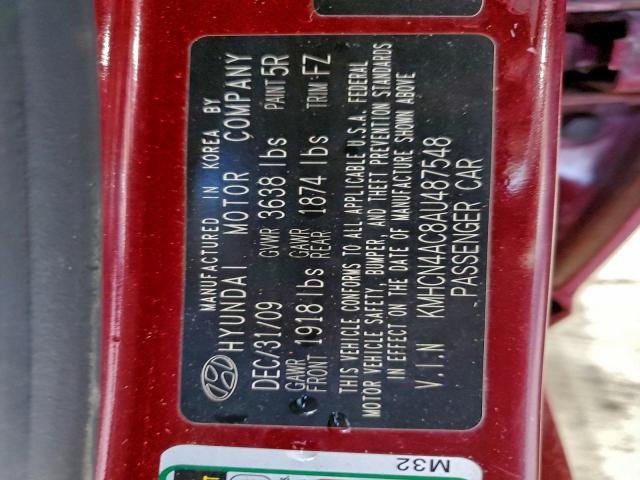 MANUFACTURED IN KOREA BY
HYUNDAI MOTOR COMPANY
DEC/31/09 GVWR 3638 lbs PAINT 5R
GAWR FRONT 1918 lbs GAWR REAR 1874 lbs TRIM FZ
THIS VEHICLE CONFORMS TO ALL APPLICABLE U.S.A. FEDERAL
MOTOR VEHICLE SAFETY, BUMPER, AND THEFT PREVENTION STANDARDS
IN EFFECT ON THE DATE OF MANUFACTURE SHOWN ABOVE
V.I.N KMHCN4AC8AU487548
PASSENGER CAR
M32